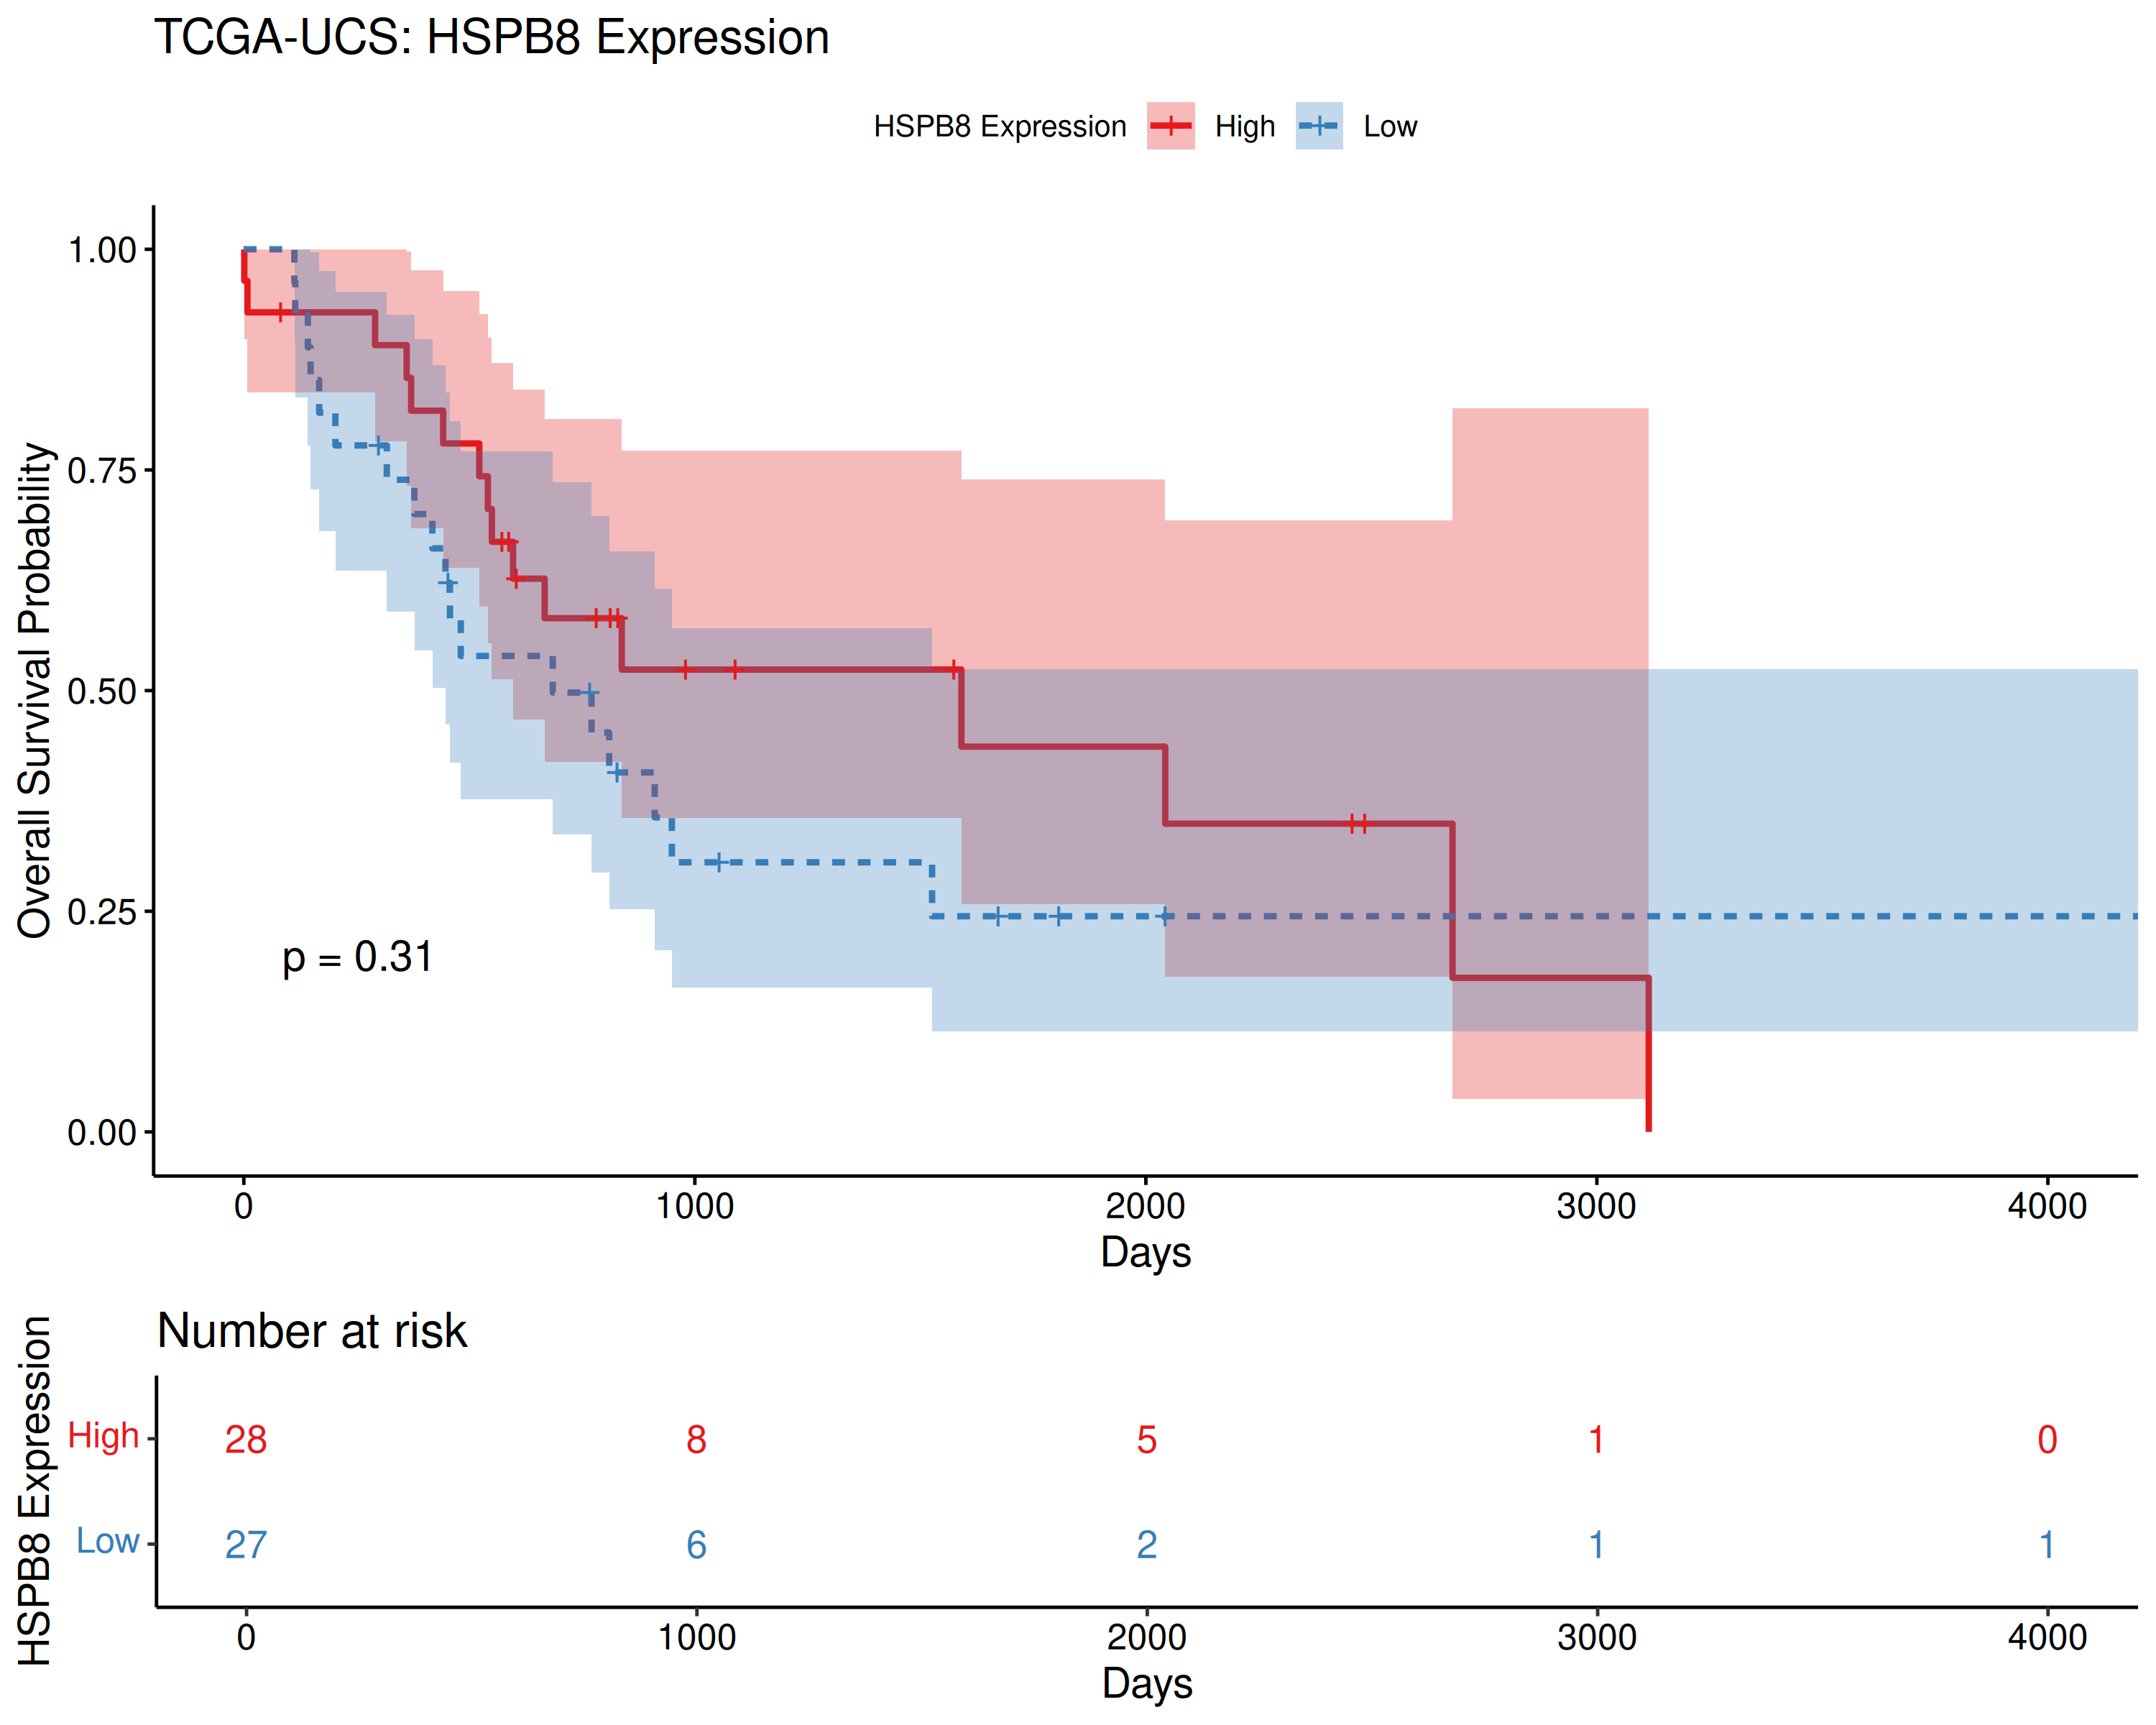 TCGA-UCS: HSPB8 Expression
HSPB8 Expression High Low
Overall Survival Probability
1.00
0.75
0.50
0.25
0.00
p = 0.31
0 1000 2000 3000 4000
Days
Number at risk
HSPB8 Expression
High 28 8 5 1 0
Low 27 6 2 1 1
0 1000 2000 3000 4000
Days